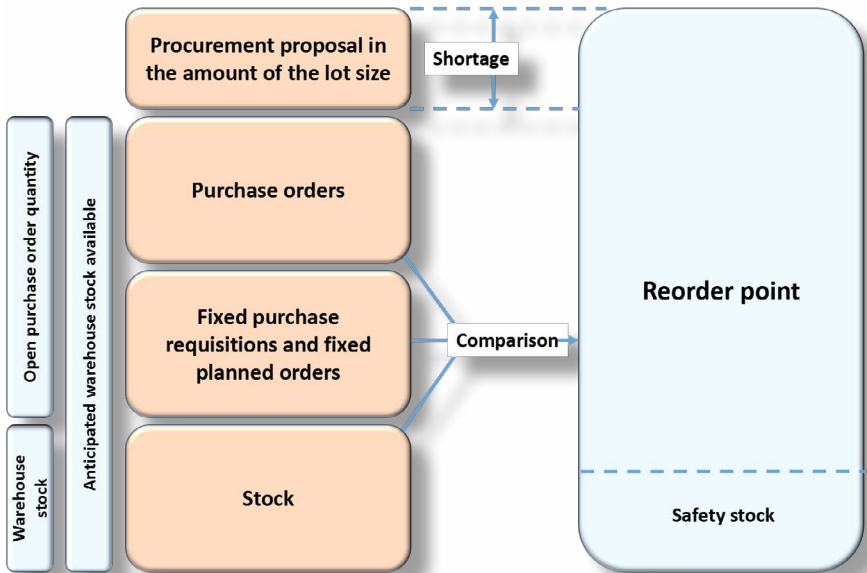 Procurement proposal in
the amount of the lot size
Shortage
Open purchase order quantity
Anticipated warehouse stock available
Purchase orders
Reorder point
Fixed purchase
requisitions and fixed
planned orders
Comparison
Warehouse
stock
Stock
Safety stock